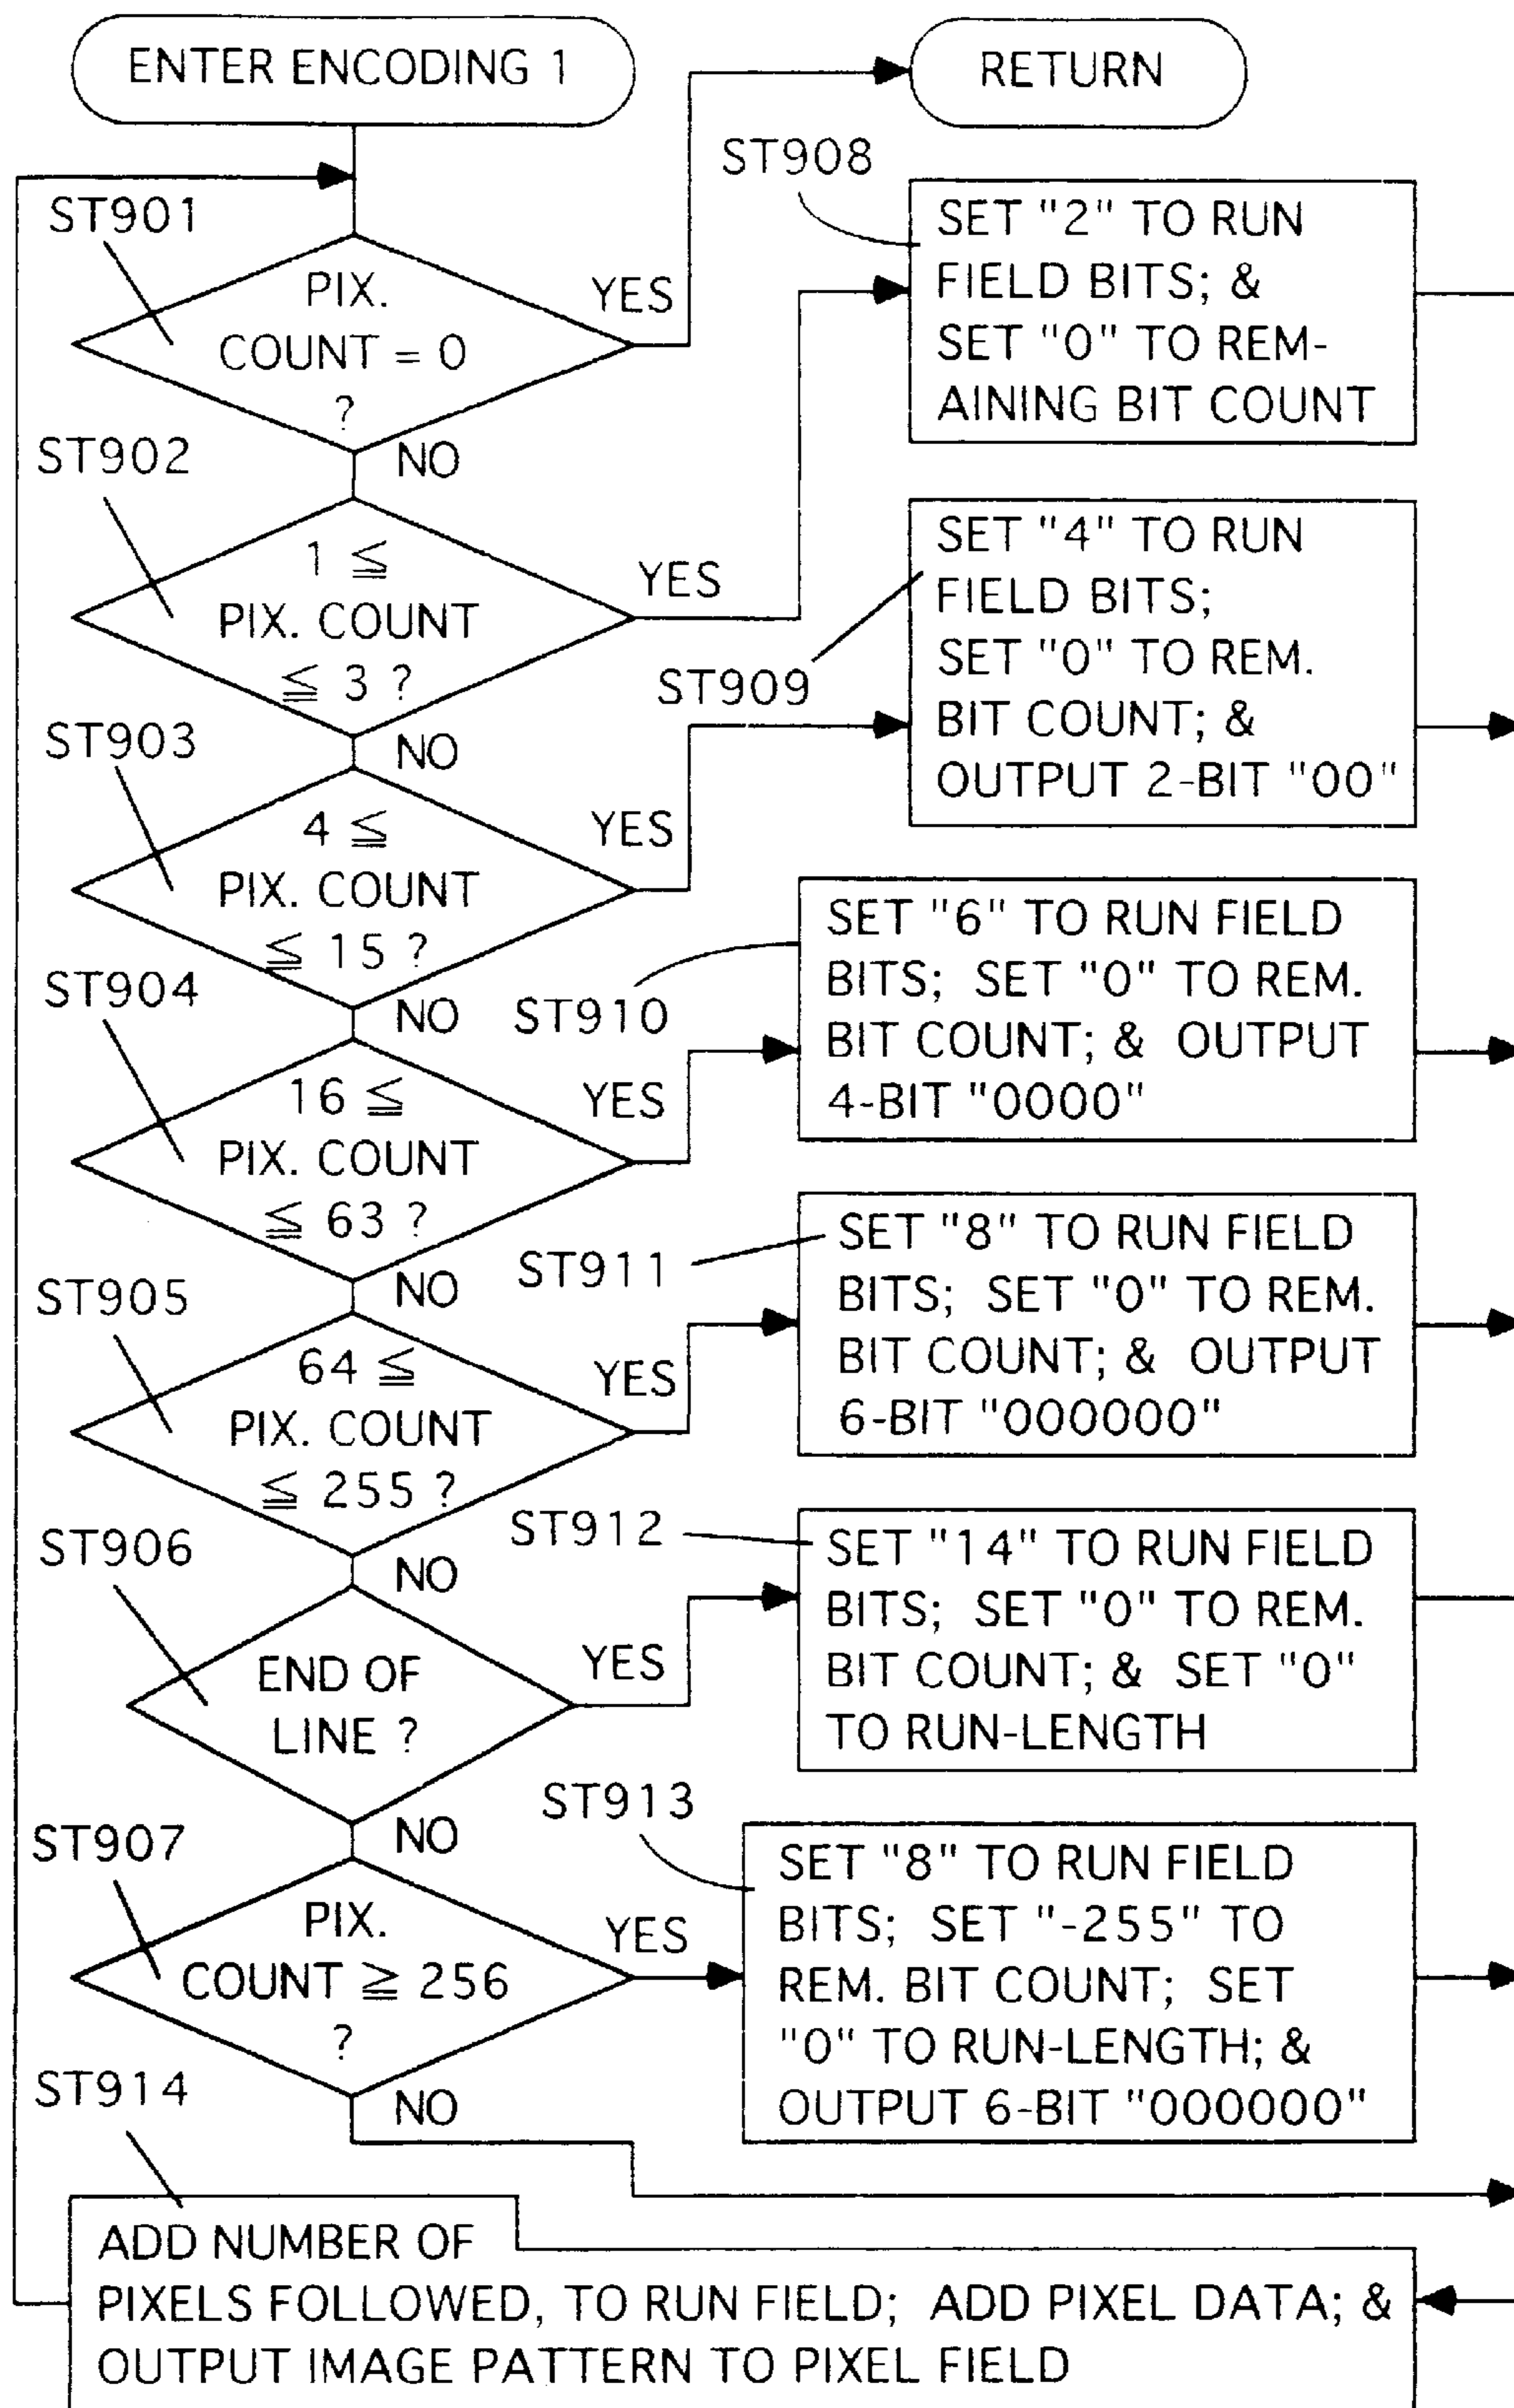 ENTER ENCODING 1
RETURN
ST901
PIX.
COUNT = 0
?
YES
NO
ST908
SET "2" TO RUN
FIELD BITS; &
SET "0" TO REM-
AINING BIT COUNT
ST902
1 ≦
PIX. COUNT
≦ 3 ?
YES
NO
ST909
SET "4" TO RUN
FIELD BITS;
SET "0" TO REM.
BIT COUNT; &
OUTPUT 2-BIT "00"
ST903
4 ≦
PIX. COUNT
≦ 15 ?
YES
NO
ST910
SET "6" TO RUN FIELD
BITS; SET "0" TO REM.
BIT COUNT; & OUTPUT
4-BIT "0000"
ST904
16 ≦
PIX. COUNT
≦ 63 ?
YES
NO
ST911
SET "8" TO RUN FIELD
BITS; SET "0" TO REM.
BIT COUNT; & OUTPUT
6-BIT "000000"
ST905
64 ≦
PIX. COUNT
≦ 255 ?
YES
NO
ST912
SET "14" TO RUN FIELD
BITS; SET "0" TO REM.
BIT COUNT; & SET "0"
TO RUN-LENGTH
ST906
END OF
LINE ?
YES
NO
ST913
SET "8" TO RUN FIELD
BITS; SET "-255" TO
REM. BIT COUNT; SET
"0" TO RUN-LENGTH; &
OUTPUT 6-BIT "000000"
ST907
PIX.
COUNT ≧ 256
?
YES
NO
ST914
ADD NUMBER OF
PIXELS FOLLOWED, TO RUN FIELD; ADD PIXEL DATA; &
OUTPUT IMAGE PATTERN TO PIXEL FIELD